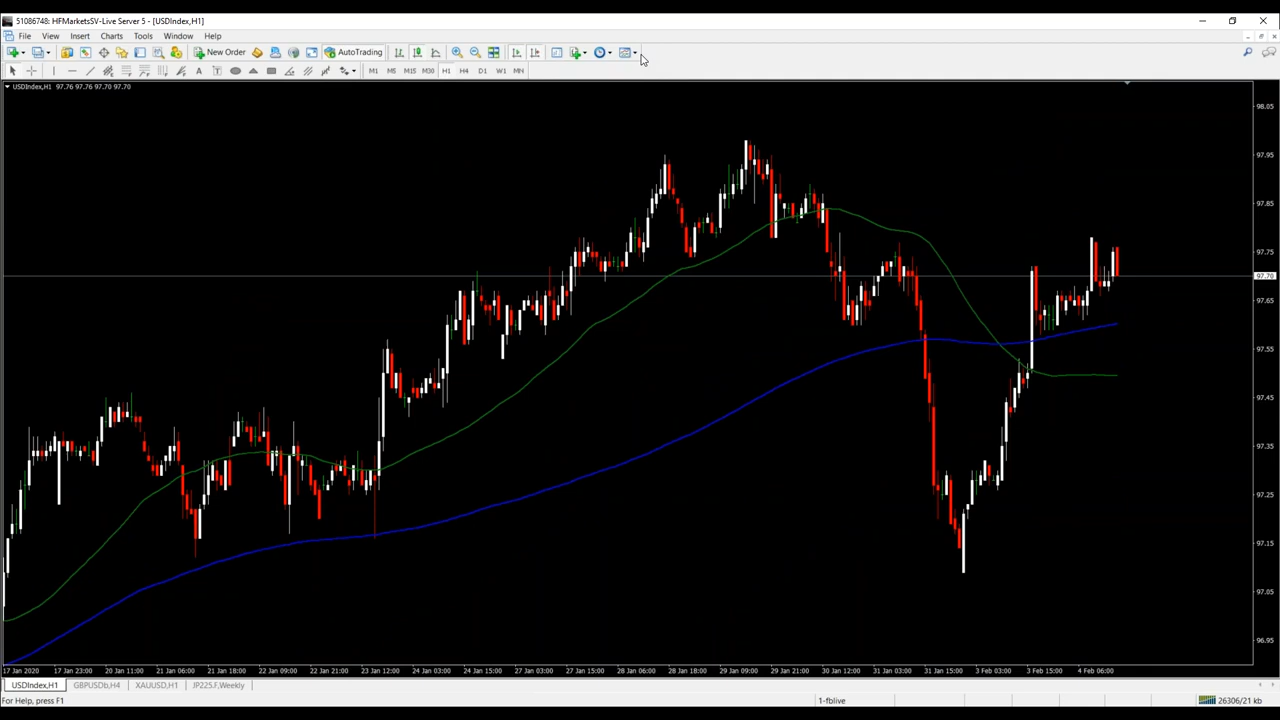 51086748: HFMarketsSV-Live Server 5 - [USDIndex,H1]
File View Insert Charts Tools Window Help
New Order AutoTrading
A T M1 M5 M15 M30 H1 H4 D1 W1 MN
USDIndex,H1 97.76 97.76 97.70 97.70
98.05
97.95
97.85
97.75
97.70
97.65
97.55
97.45
97.35
97.25
97.15
97.05
96.95
17 Jan 2020 17 Jan 23:00 20 Jan 11:00 21 Jan 06:00 21 Jan 18:00 22 Jan 09:00 22 Jan 21:00 23 Jan 12:00 24 Jan 03:00 24 Jan 15:00 27 Jan 03:00 27 Jan 15:00 28 Jan 06:00 28 Jan 18:00 29 Jan 09:00 29 Jan 21:00 30 Jan 12:00 31 Jan 03:00 31 Jan 15:00 3 Feb 03:00 3 Feb 15:00 4 Feb 06:00
USDIndex,H1 GBPUSDb,H4 XAUUSD,H1 JP225.F,Weekly
For Help, press F1 1-fblive 26306/21 kb